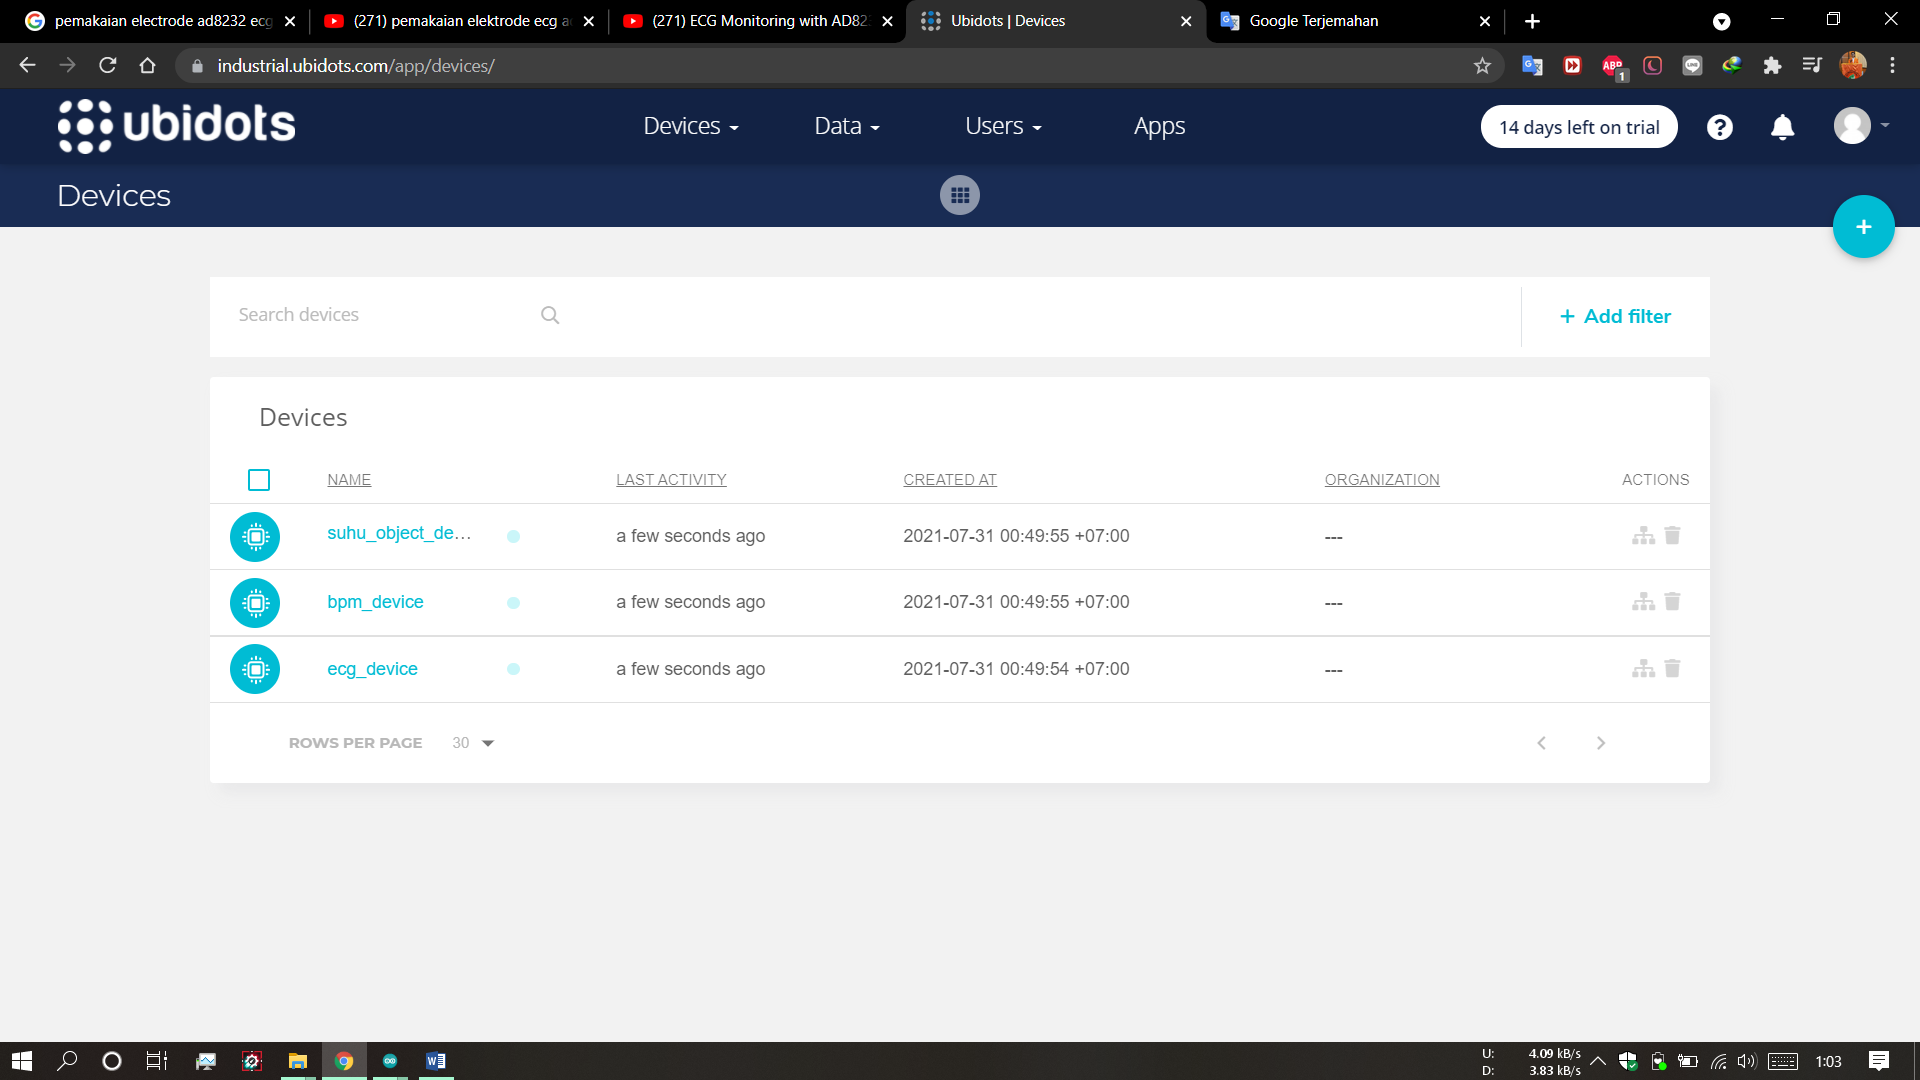 pemakaian electrode ad8232 ecg
(271) pemakaian elektrode ecg a
(271) ECG Monitoring with AD823
Ubidots | Devices
Google Terjemahan
industrial.ubidots.com/app/devices/
ABP
1
ubidots
Devices
Data
Users
Apps
14 days left on trial
Devices
+
Search devices
+ Add filter
Devices
NAME
LAST ACTIVITY
CREATED AT
ORGANIZATION
ACTIONS
suhu_object_de...
a few seconds ago
2021-07-31 00:49:55 +07:00
---
bpm_device
a few seconds ago
2021-07-31 00:49:55 +07:00
---
ecg_device
a few seconds ago
2021-07-31 00:49:54 +07:00
---
ROWS PER PAGE
30
U: 4.09 kB/s
D: 3.83 kB/s
1:03